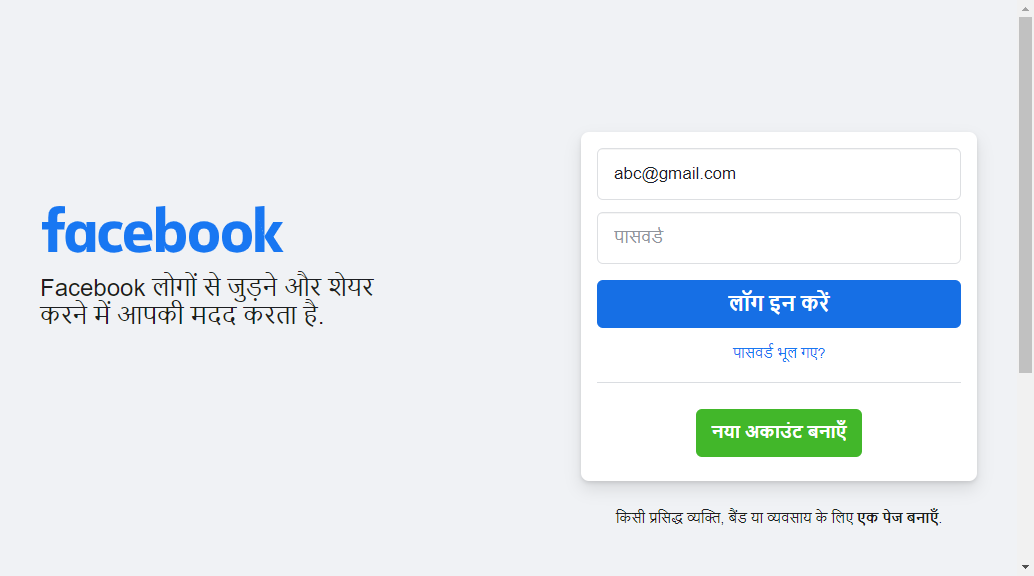 facebook
Facebook लोगों से जुड़ने और शेयर
करने में आपकी मदद करता है.
abc@gmail.com
पासवर्ड
लॉग इन करें
पासवर्ड भूल गए?
नया अकाउंट बनाएँ
किसी प्रसिद्ध व्यक्ति, बैंड या व्यवसाय के लिए एक पेज बनाएँ.